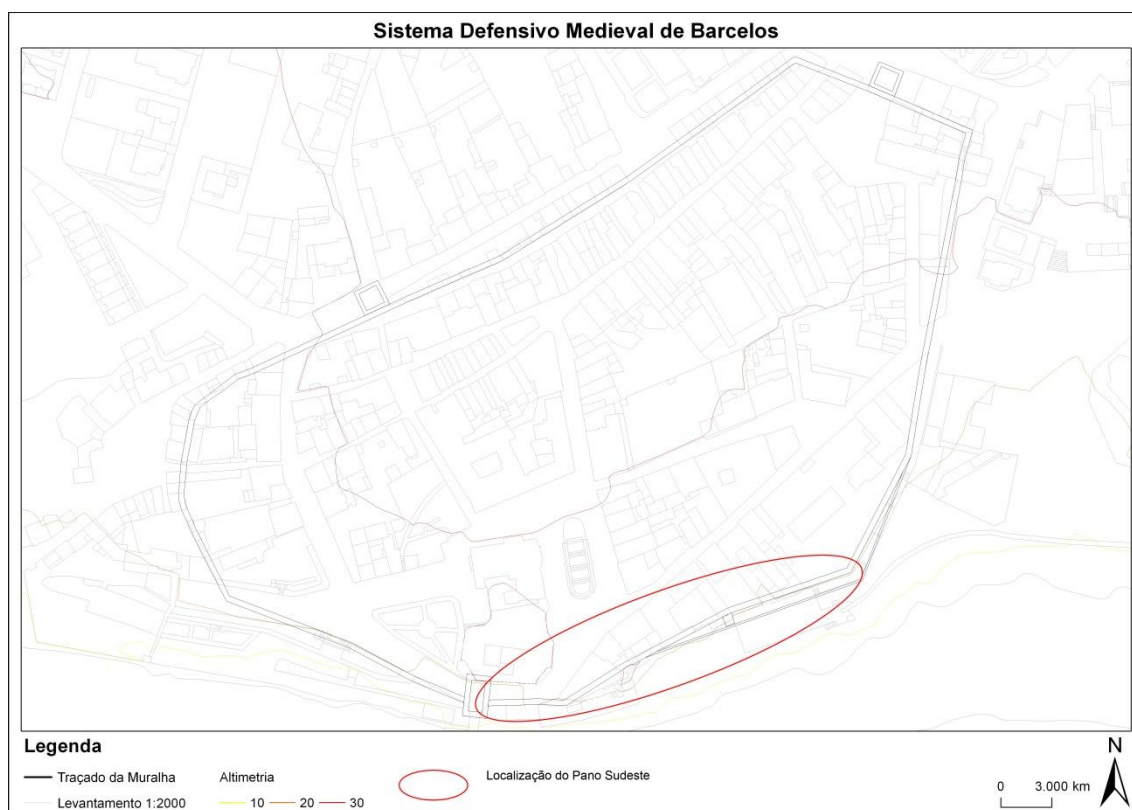 Sistema Defensivo Medieval de Barcelos
Legenda
Traçado da Muralha
Levantamento 1:2000
Altimetria
10 20 30
Localização do Pano Sudeste
0 3.000 km
N